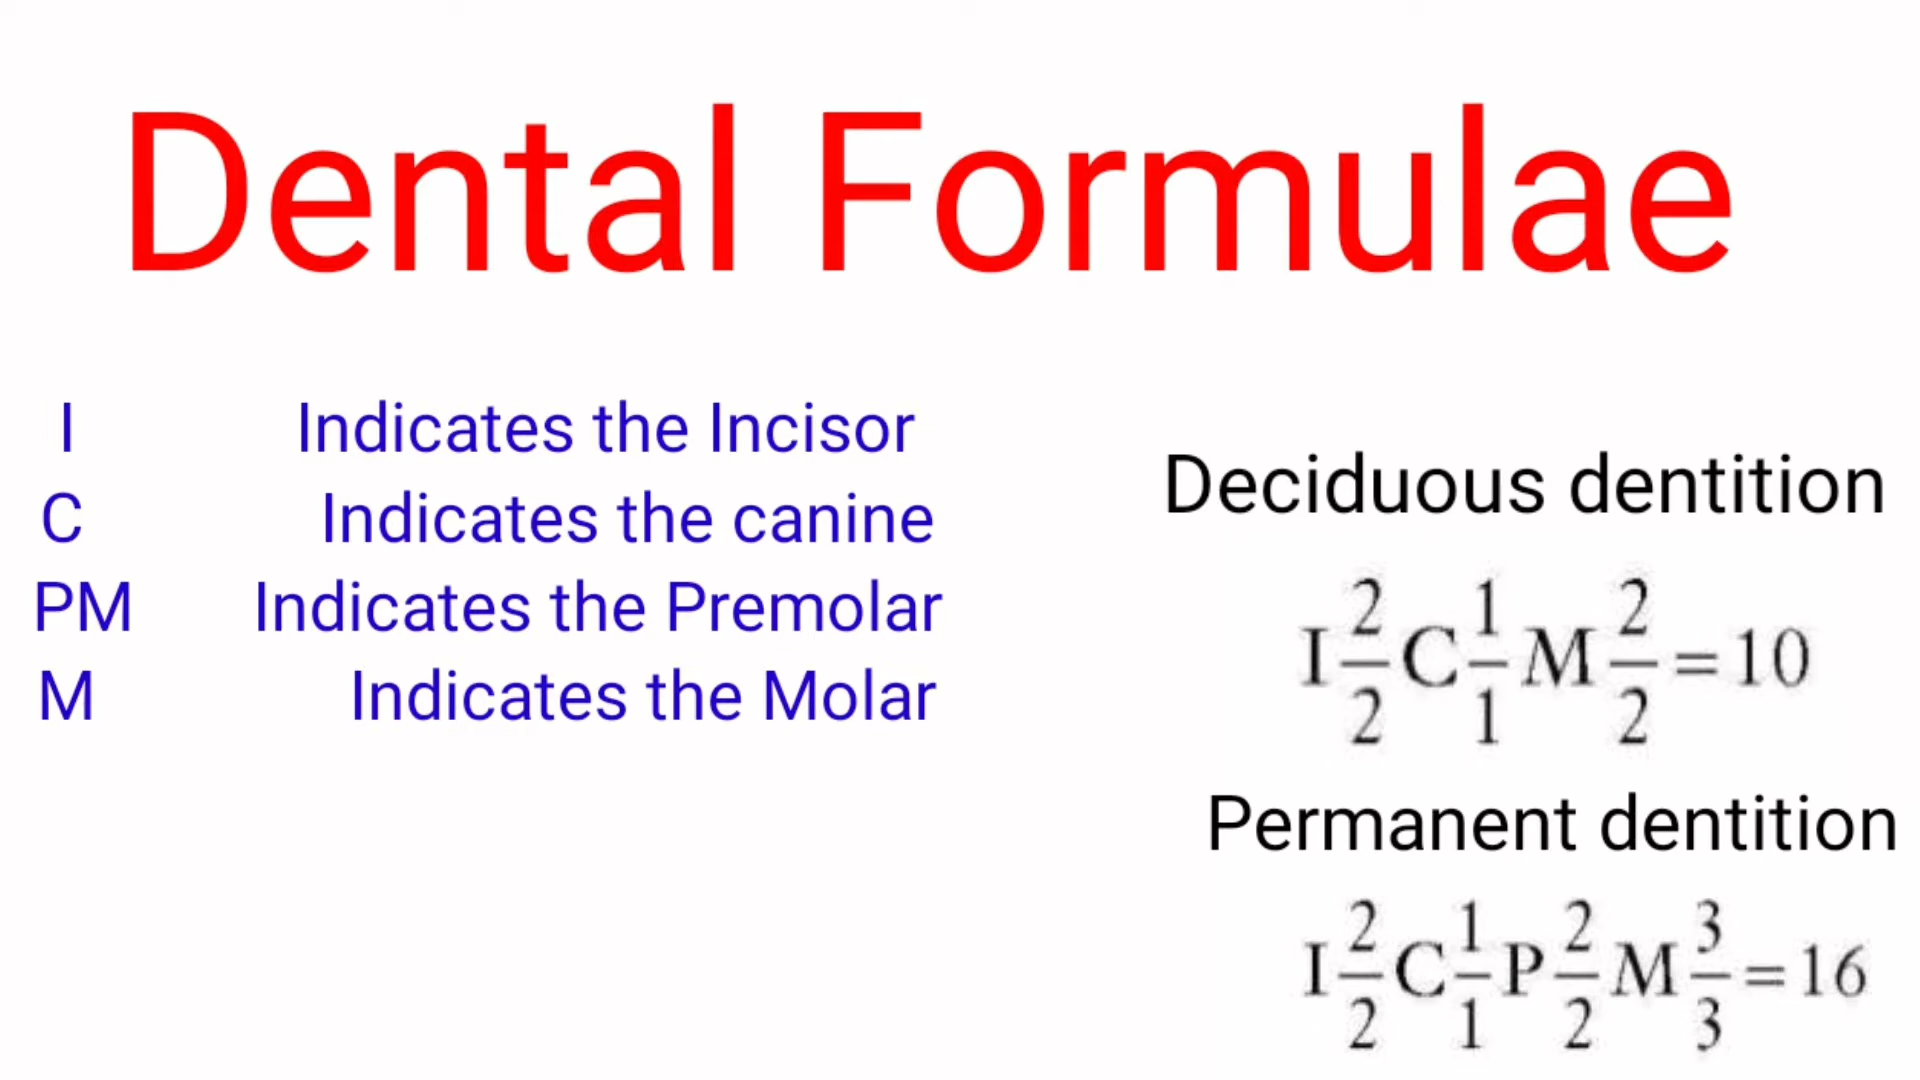 Dental Formulae
I Indicates the Incisor
C Indicates the canine
PM Indicates the Premolar
M Indicates the Molar
Deciduous dentition
I 2/2 C 1/1 M 2/2 = 10
Permanent dentition
I 2/2 C 1/1 P 2/2 M 3/3 = 16